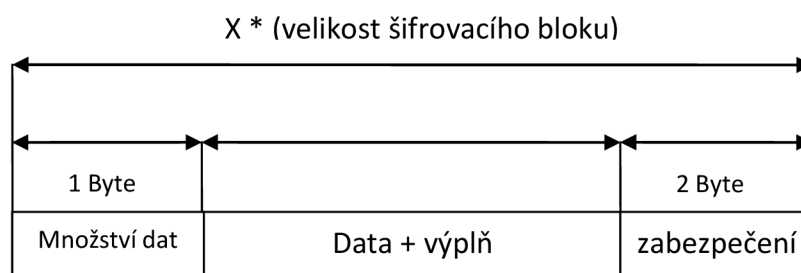 X * (velikost šifrovacího bloku)
1 Byte
2 Byte
Množství dat
Data + výplň
zabezpečení